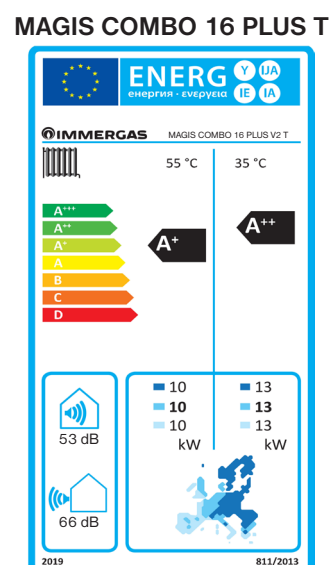 MAGIS COMBO 16 PLUS T
ENERG Y IJA
енергия · ενεργεια IE IA
IMMERGAS MAGIS COMBO 16 PLUS V2 T
55 °C 35 °C
A+++
A++
A+
A
B
C
D
A+
A++
10 13
10 13
10 13
kW kW
53 dB
66 dB
2019 811/2013